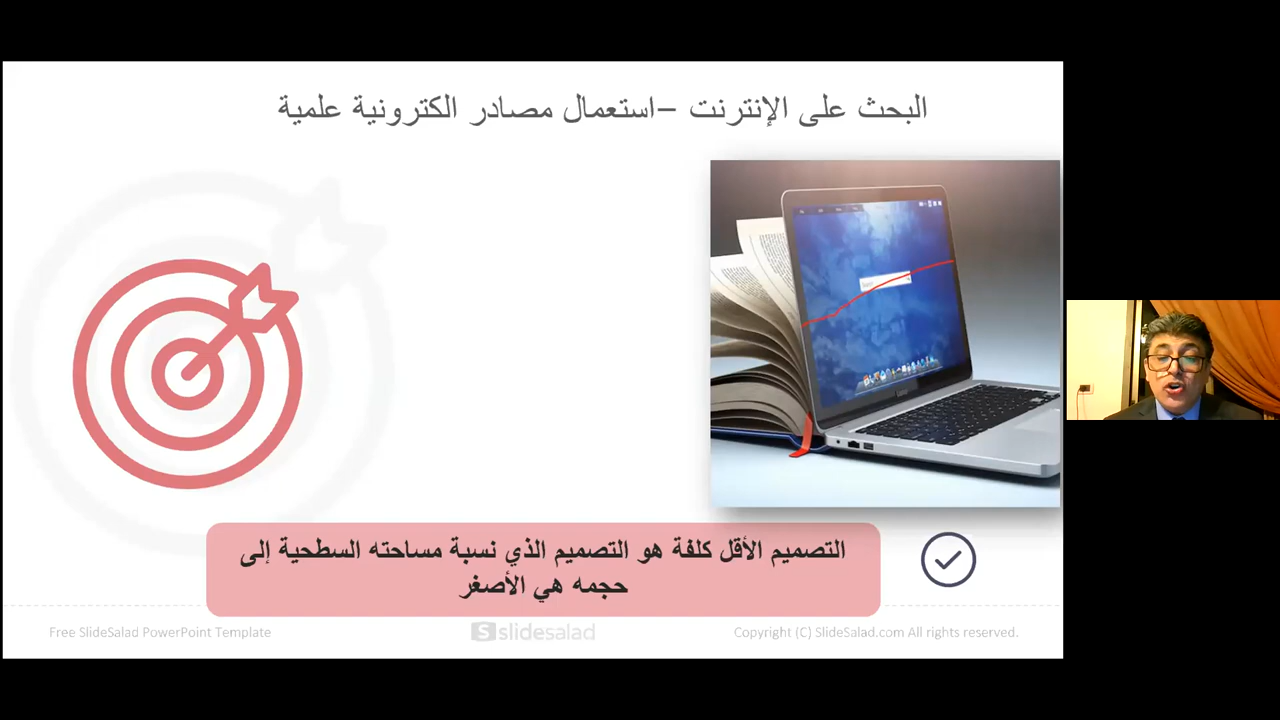 البحث على الإنترنت –استعمال مصادر الكترونية علمية
التصميم الأقل كلفة هو التصميم الذي نسبة مساحته السطحية إلى
حجمه هي الأصغر
Free SlideSalad PowerPoint Template
slidesalad
Copyright (C) SlideSalad.com All rights reserved.